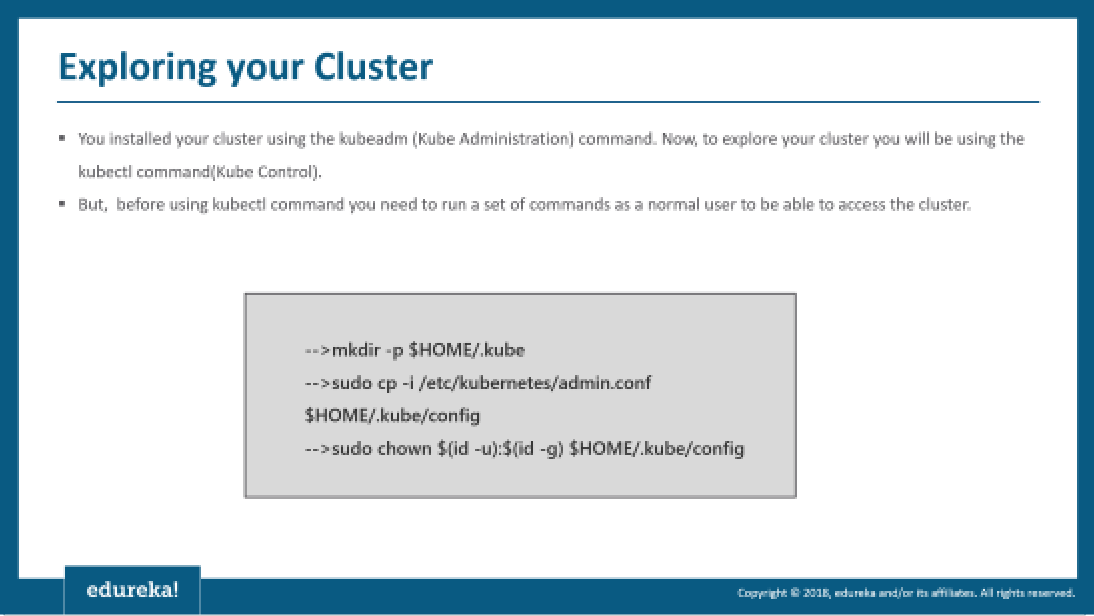 Exploring your Cluster
▪ You installed your cluster using the kubeadm (Kube Administration) command. Now, to explore your cluster you will be using the
kubectl command(Kube Control).
▪ But,  before using kubectl command you need to run a set of commands as a normal user to be able to access the cluster.
-->mkdir -p $HOME/.kube
-->sudo cp -i /etc/kubernetes/admin.conf
$HOME/.kube/config
-->sudo chown $(id -u):$(id -g) $HOME/.kube/config
edureka!
Copyright © 2018, edureka and/or its affiliates. All rights reserved.